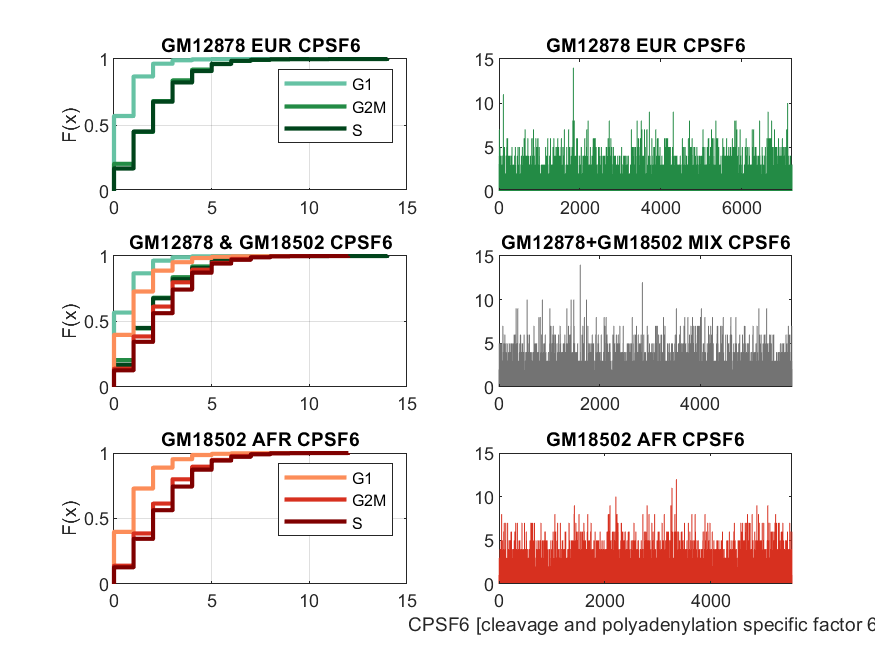 GM12878 EUR CPSF6
1
0.5
0
F(x)
G1
G2M
S
0 5 10 15
GM12878 EUR CPSF6
15
10
5
0
0 2000 4000 6000
GM12878 & GM18502 CPSF6
1
0.5
0
F(x)
0 5 10 15
GM12878+GM18502 MIX CPSF6
15
10
5
0
0 2000 4000
GM18502 AFR CPSF6
1
0.5
0
F(x)
G1
G2M
S
0 5 10 15
GM18502 AFR CPSF6
15
10
5
0
0 2000 4000
CPSF6 [cleavage and polyadenylation specific factor 6